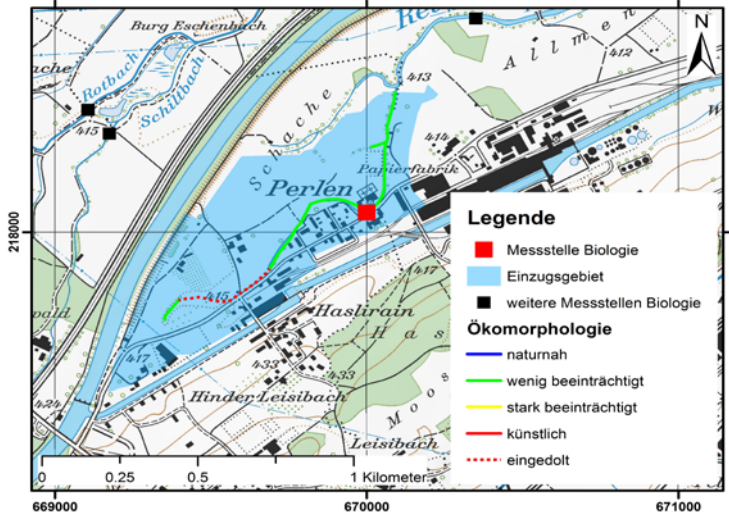 Burg Eschenbach
Rotbach
Schiltbach
415
413
Allmen
412
N
Schache
414
Papierfabrik
Perlen
218000
415
417
Haslirain
Has
417
433
433
Hinder Leisibach
Moos
Leisibach
424
Legende
Messstelle Biologie
Einzugsgebiet
weitere Messstellen Biologie
Ökomorphologie
naturnah
wenig beeinträchtigt
stark beeinträchtigt
künstlich
eingedolt
0 0.25 0.5 1 Kilometer
669000 670000 671000